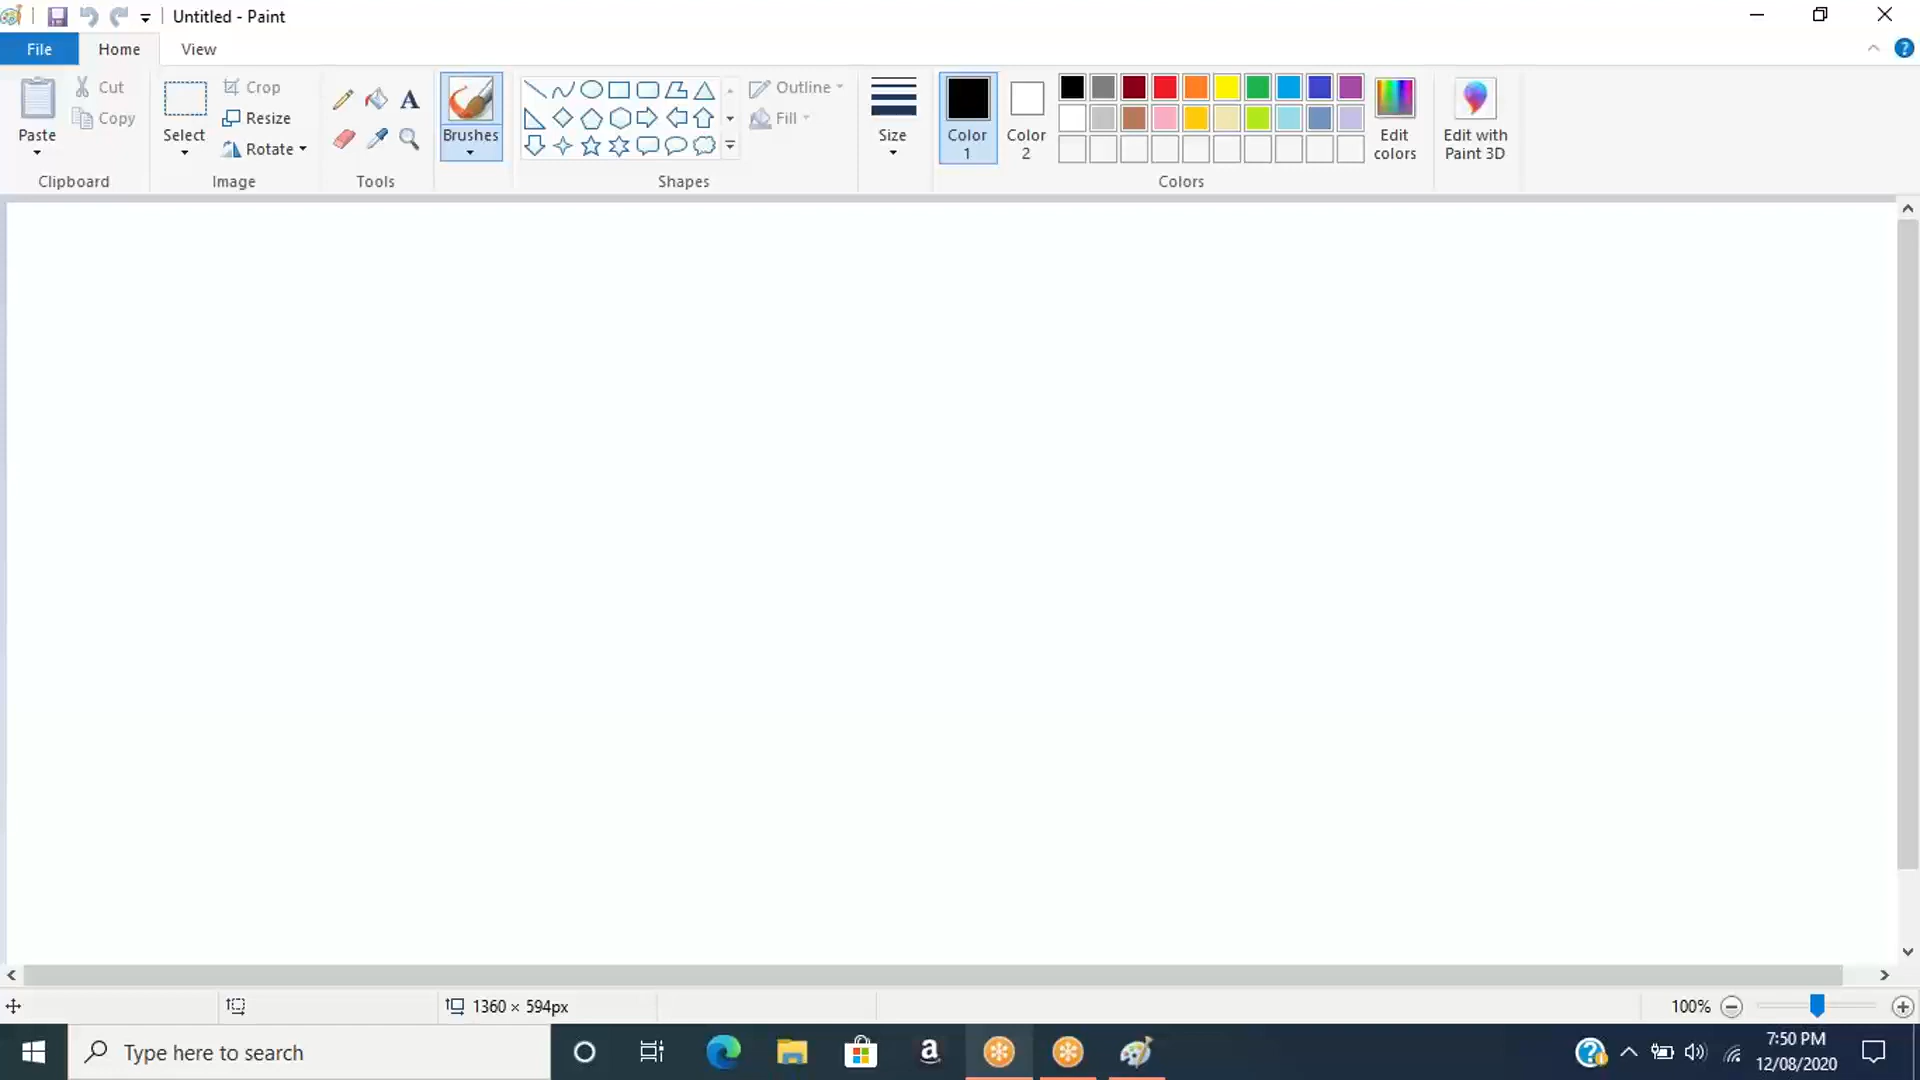 Untitled - Paint
File Home View
Paste
Cut
Copy
Clipboard
Select
Crop
Resize
Rotate
Image
A
Tools
Brushes
Shapes
Outline
Fill
Size
Color 1
Color 2
Edit colors
Colors
Edit with Paint 3D
1360 × 594px
100%
Type here to search
7:50 PM
12/08/2020